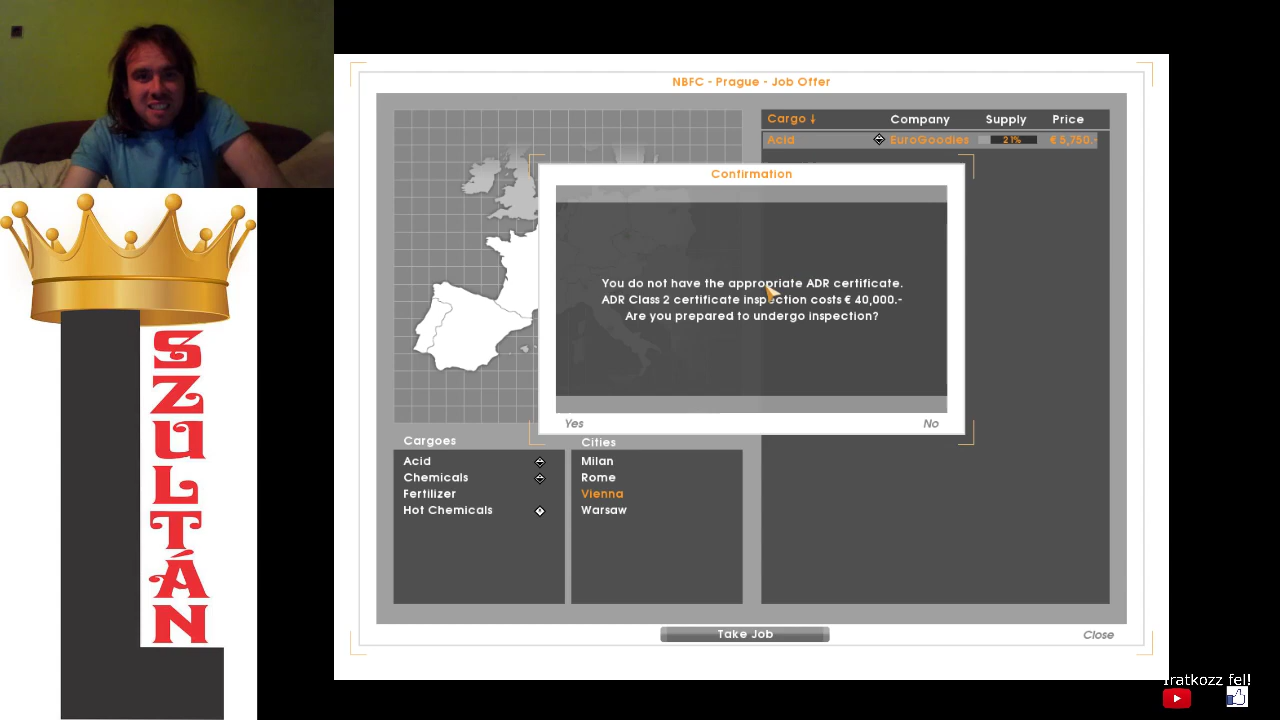 NBFC - Prague - Job Offer
Cargo ↓ Company Supply Price
Acid EuroGoodies 21% € 5,750.-
Confirmation
You do not have the appropriate ADR certificate.
ADR Class 2 certificate inspection costs € 40,000.-
Are you prepared to undergo inspection?
Yes No
Cargoes
Acid
Chemicals
Fertilizer
Hot Chemicals
Cities
Milan
Rome
Vienna
Warsaw
Take Job
Close
L
SZULTÁN
Iratkozz fel!